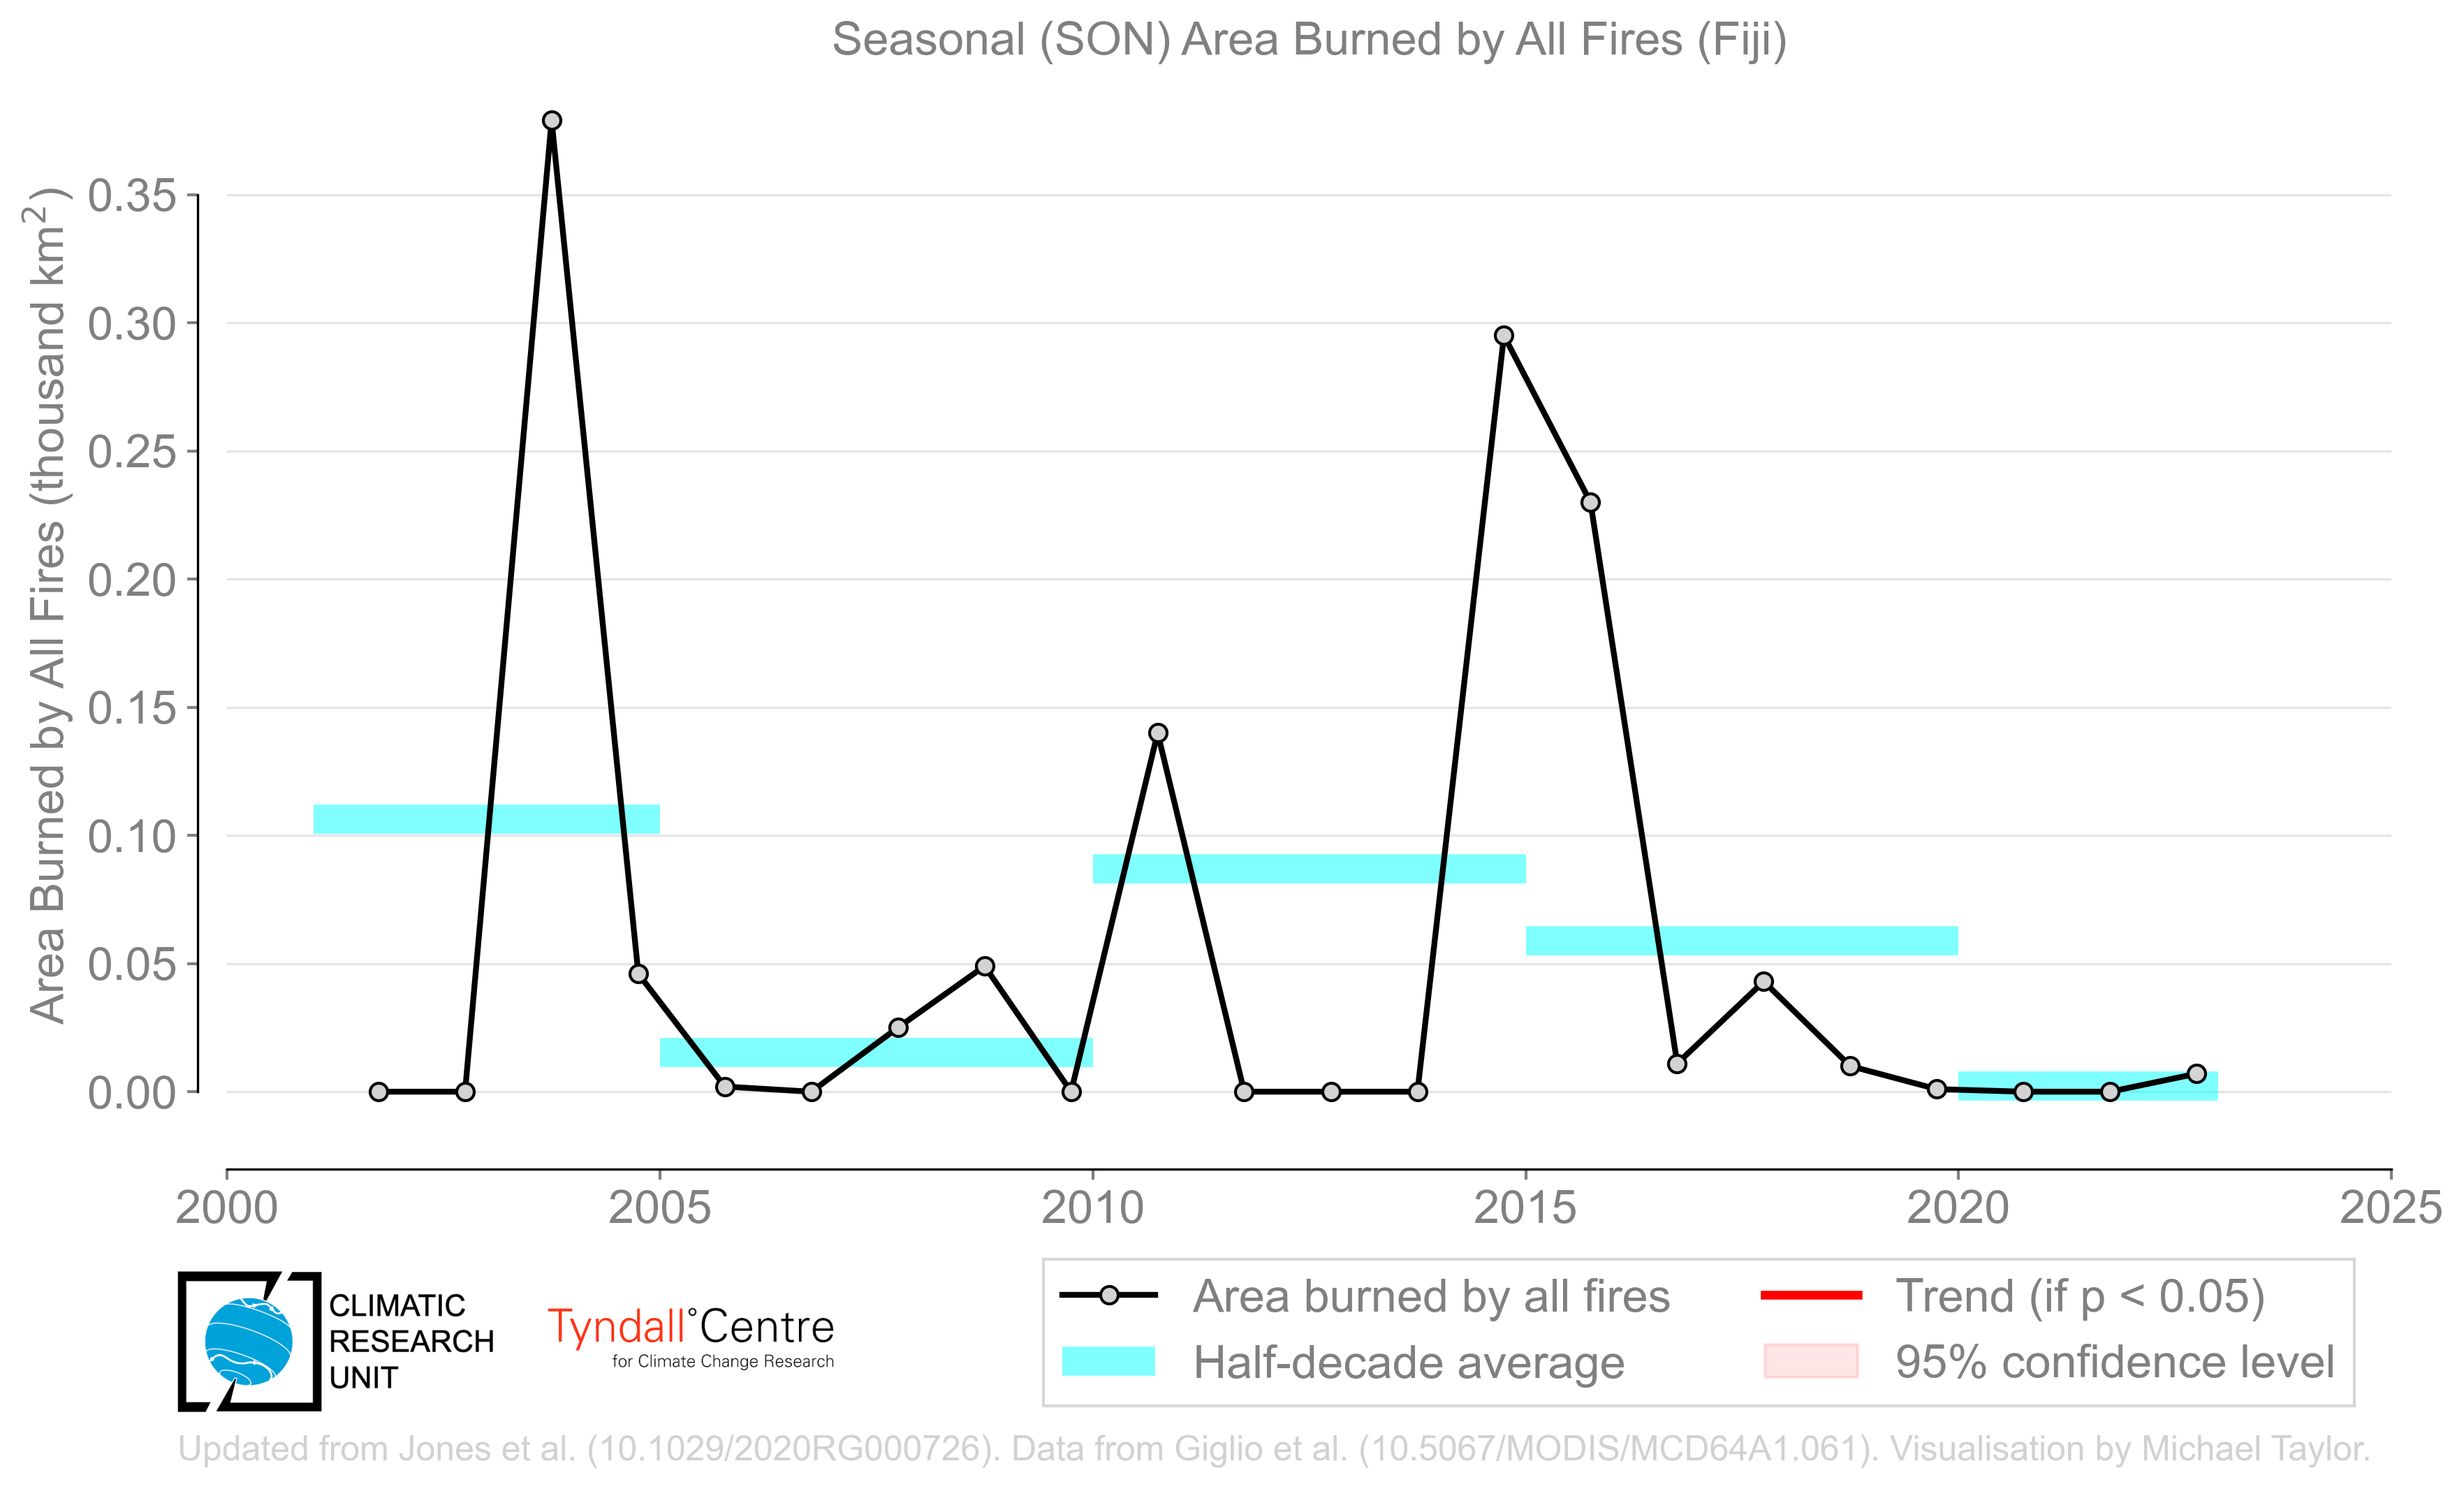 Seasonal (SON) Area Burned by All Fires (Fiji)
Area Burned by All Fires (thousand km²)
0.35
0.30
0.25
0.20
0.15
0.10
0.05
0.00
2000 2005 2010 2015 2020 2025
CLIMATIC
RESEARCH
UNIT
Tyndall°Centre
for Climate Change Research
Area burned by all fires
Half-decade average
Trend (if p < 0.05)
95% confidence level
Updated from Jones et al. (10.1029/2020RG000726). Data from Giglio et al. (10.5067/MODIS/MCD64A1.061). Visualisation by Michael Taylor.